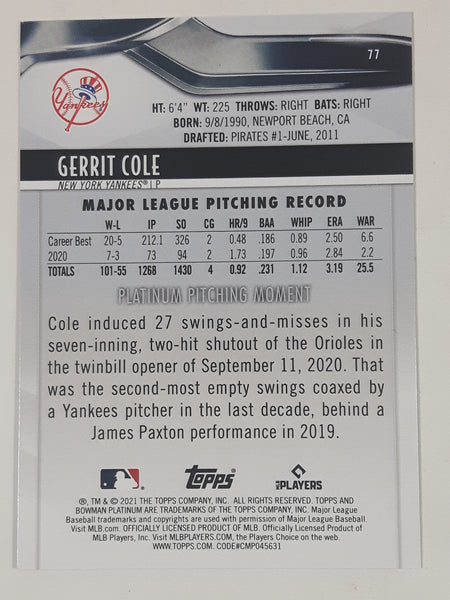 77
Yankees
HT: 6'4" WT: 225 THROWS: RIGHT BATS: RIGHT
BORN: 9/8/1990, NEWPORT BEACH, CA
DRAFTED: PIRATES #1-JUNE, 2011
GERRIT COLE
NEW YORK YANKEES® | P
MAJOR LEAGUE PITCHING RECORD
W-L IP SO CG HR/9 BAA WHIP ERA WAR
Career Best 20-5 212.1 326 2 0.48 .186 0.89 2.50 6.6
2020 7-3 73 94 2 1.73 .197 0.96 2.84 2.2
TOTALS 101-55 1268 1430 4 0.92 .231 1.12 3.19 25.5
PLATINUM PITCHING MOMENT
Cole induced 27 swings-and-misses in his
seven-inning, two-hit shutout of the Orioles in
the twinbill opener of September 11, 2020. That
was the second-most empty swings coaxed by
a Yankees pitcher in the last decade, behind a
James Paxton performance in 2019.
topps
MLB PLAYERS
®, TM & © 2021 THE TOPPS COMPANY, INC. ALL RIGHTS RESERVED. TOPPS AND
BOWMAN PLATINUM ARE TRADEMARKS OF THE TOPPS COMPANY, INC. Major League
Baseball trademarks and copyrights are used with permission of Major League Baseball.
Visit MLB.com. OFFICIALLY LICENSED PRODUCT OF MLB. Officially Licensed Product of
MLB Players, Inc. Visit MLBPLAYERS.com, the Players Choice on the web.
WWW.TOPPS.COM. CODE#CMP045631